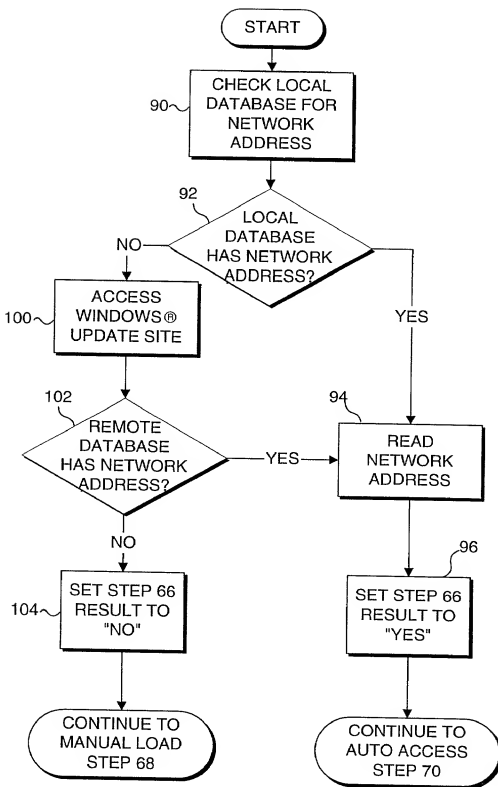 START
90
CHECK LOCAL
DATABASE FOR
NETWORK
ADDRESS
92
LOCAL
DATABASE
HAS NETWORK
ADDRESS?
NO
YES
100
ACCESS
WINDOWS®
UPDATE SITE
102
REMOTE
DATABASE
HAS NETWORK
ADDRESS?
YES
94
READ
NETWORK
ADDRESS
NO
104
SET STEP 66
RESULT TO
"NO"
96
SET STEP 66
RESULT TO
"YES"
CONTINUE TO
MANUAL LOAD
STEP 68
CONTINUE TO
AUTO ACCESS
STEP 70